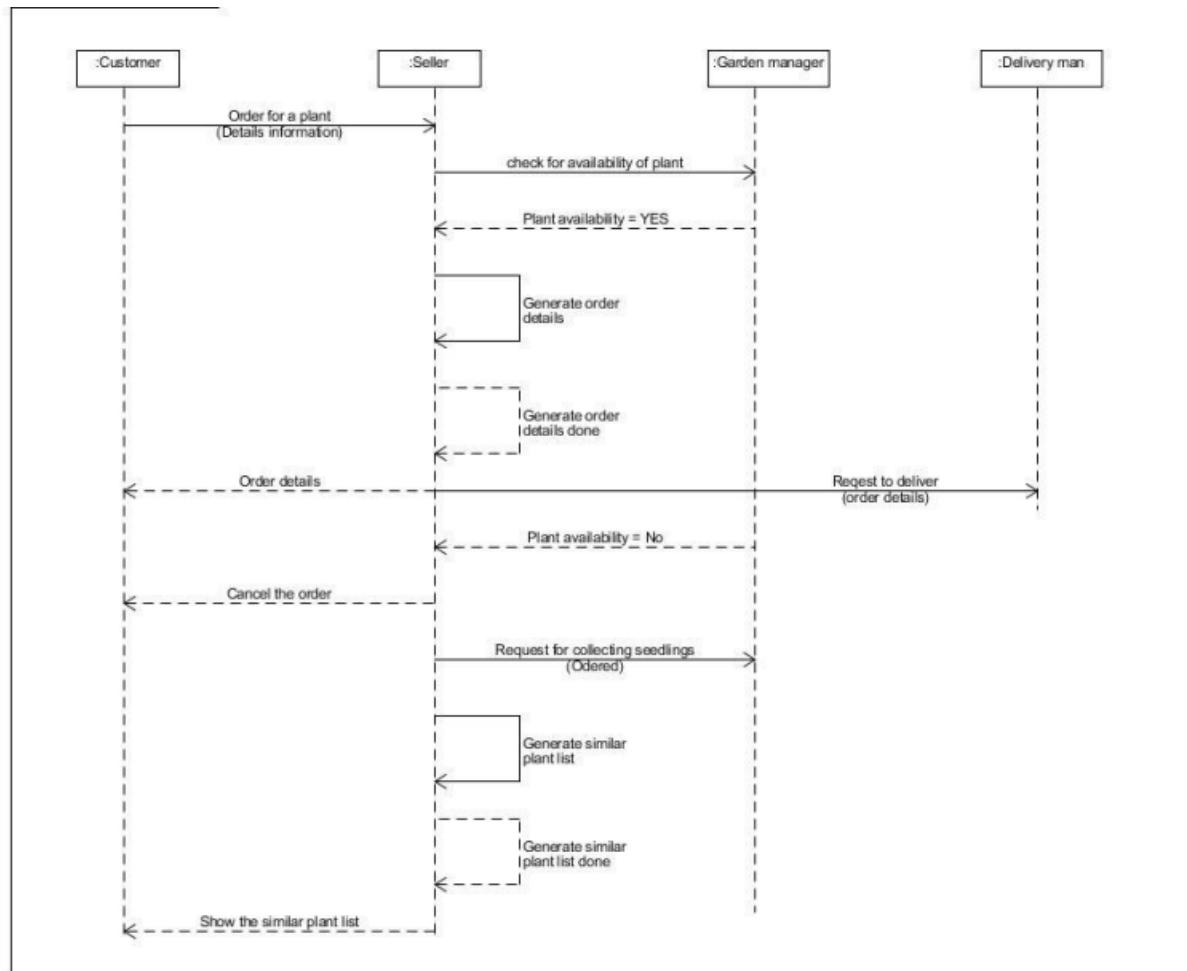 :Customer
:Seller
:Garden manager
:Delivery man
Order for a plant
(Details information)
check for availability of plant
Plant availability = YES
Generate order
details
Generate order
details done
Order details
Reqest to deliver
(order details)
Plant availability = No
Cancel the order
Request for collecting seedlings
(Odered)
Generate similar
plant list
Generate similar
plant list done
Show the similar plant list